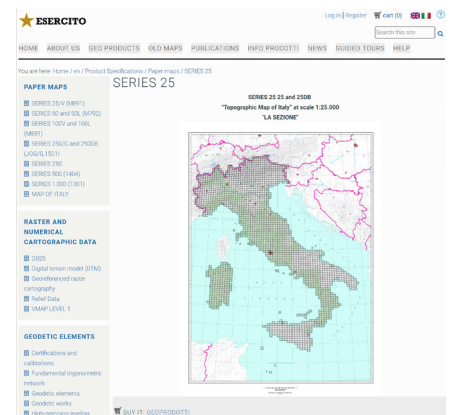 Log in | Register cart (0)
ESERCITO
Search this site
HOME ABOUT US GEO PRODUCTS OLD MAPS PUBLICATIONS INFO PRODOTTI NEWS GUIDED TOURS HELP
You are here: Home / en / Product Specifications / Paper maps / SERIES 25
PAPER MAPS
SERIES 25/V (M891)
SERIES 50 and 50L (M792)
SERIES 100V and 100L
(M691)
SERIES 250/G and 250DB
(JOG/G,1501)
SERIES 250
SERIES 500 (1404)
SERIES 1.000 (1301)
MAP OF ITALY
RASTER AND
NUMERICAL
CARTOGRAPHIC DATA
DB25
Digital terrain model (DTM)
Georeferenced raster
cartography
Relief Data
VMAP LEVEL 1
GEODETIC ELEMENTS
Certifications and
calibrations
Fundamental trigonometric
network
Geodetic elements
Geodetic works
High-precision leveling
SERIES 25
SERIES 25 25 and 25DB
"Topographic Map of Italy" at scale 1:25.000
"LA SEZIONE"
BUY IT: GEOPRODOTTI